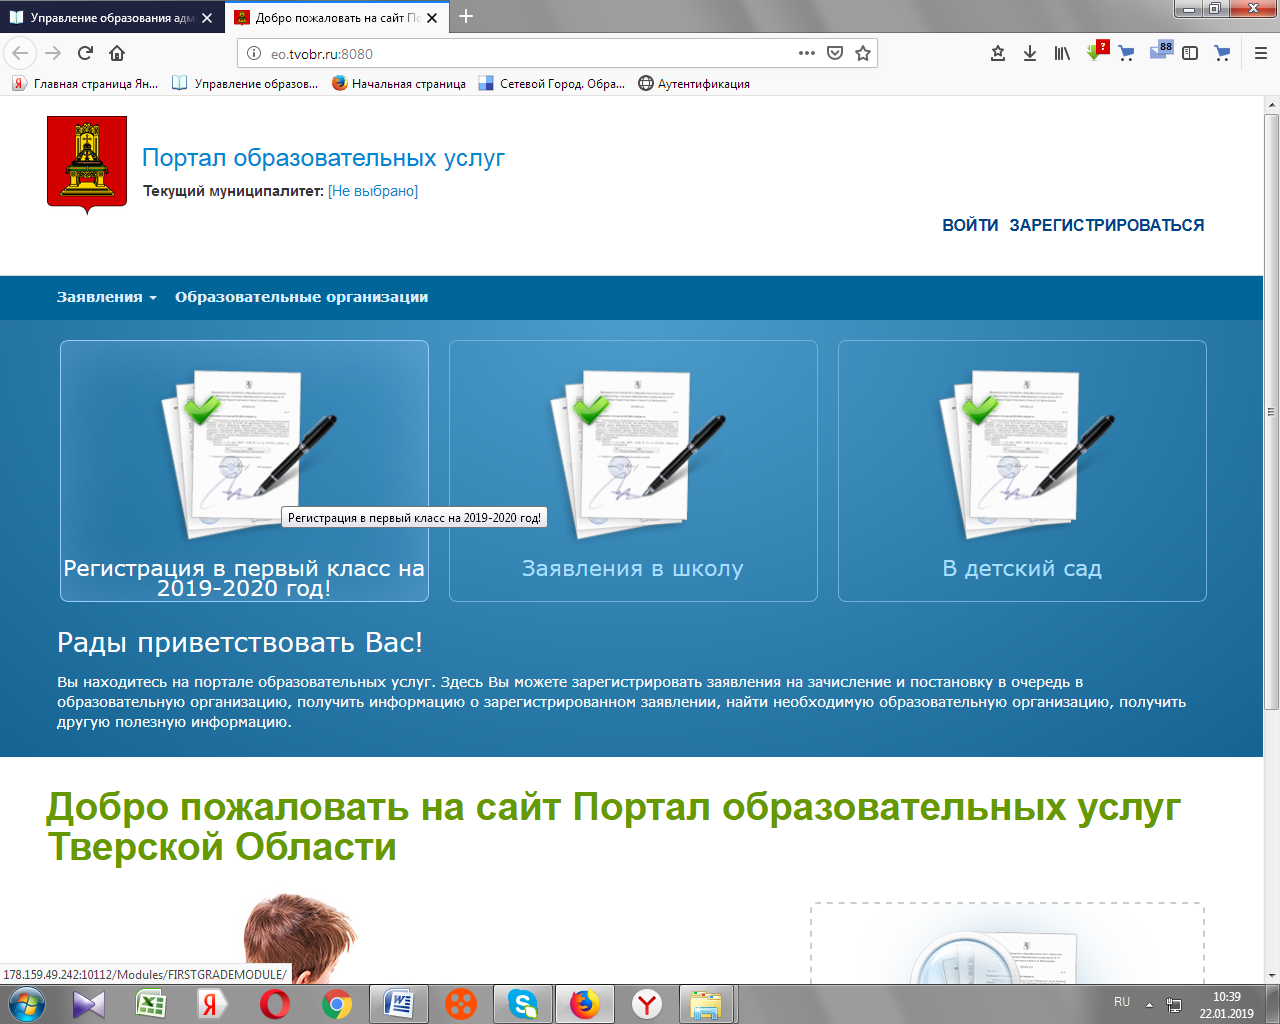 Управление образования адм
Добро пожаловать на сайт По
eo.tvobr.ru:8080
?
88
Главная страница Ян...
Управление образов...
Начальная страница
Сетевой Город. Обра...
Аутентификация
Портал образовательных услуг
Текущий муниципалитет: [Не выбрано]
ВОЙТИ ЗАРЕГИСТРИРОВАТЬСЯ
Заявления
Образовательные организации
Регистрация в первый класс на 2019-2020 год!
Регистрация в первый класс на
2019-2020 год!
Заявления в школу
В детский сад
Рады приветствовать Вас!
Вы находитесь на портале образовательных услуг. Здесь Вы можете зарегистрировать заявления на зачисление и постановку в очередь в
образовательную организацию, получить информацию о зарегистрированном заявлении, найти необходимую образовательную организацию, получить
другую полезную информацию.
Добро пожаловать на сайт Портал образовательных услуг
Тверской Области
178.159.49.242:10112/Modules/FIRSTGRADEMODULE/
RU
10:39
22.01.2019